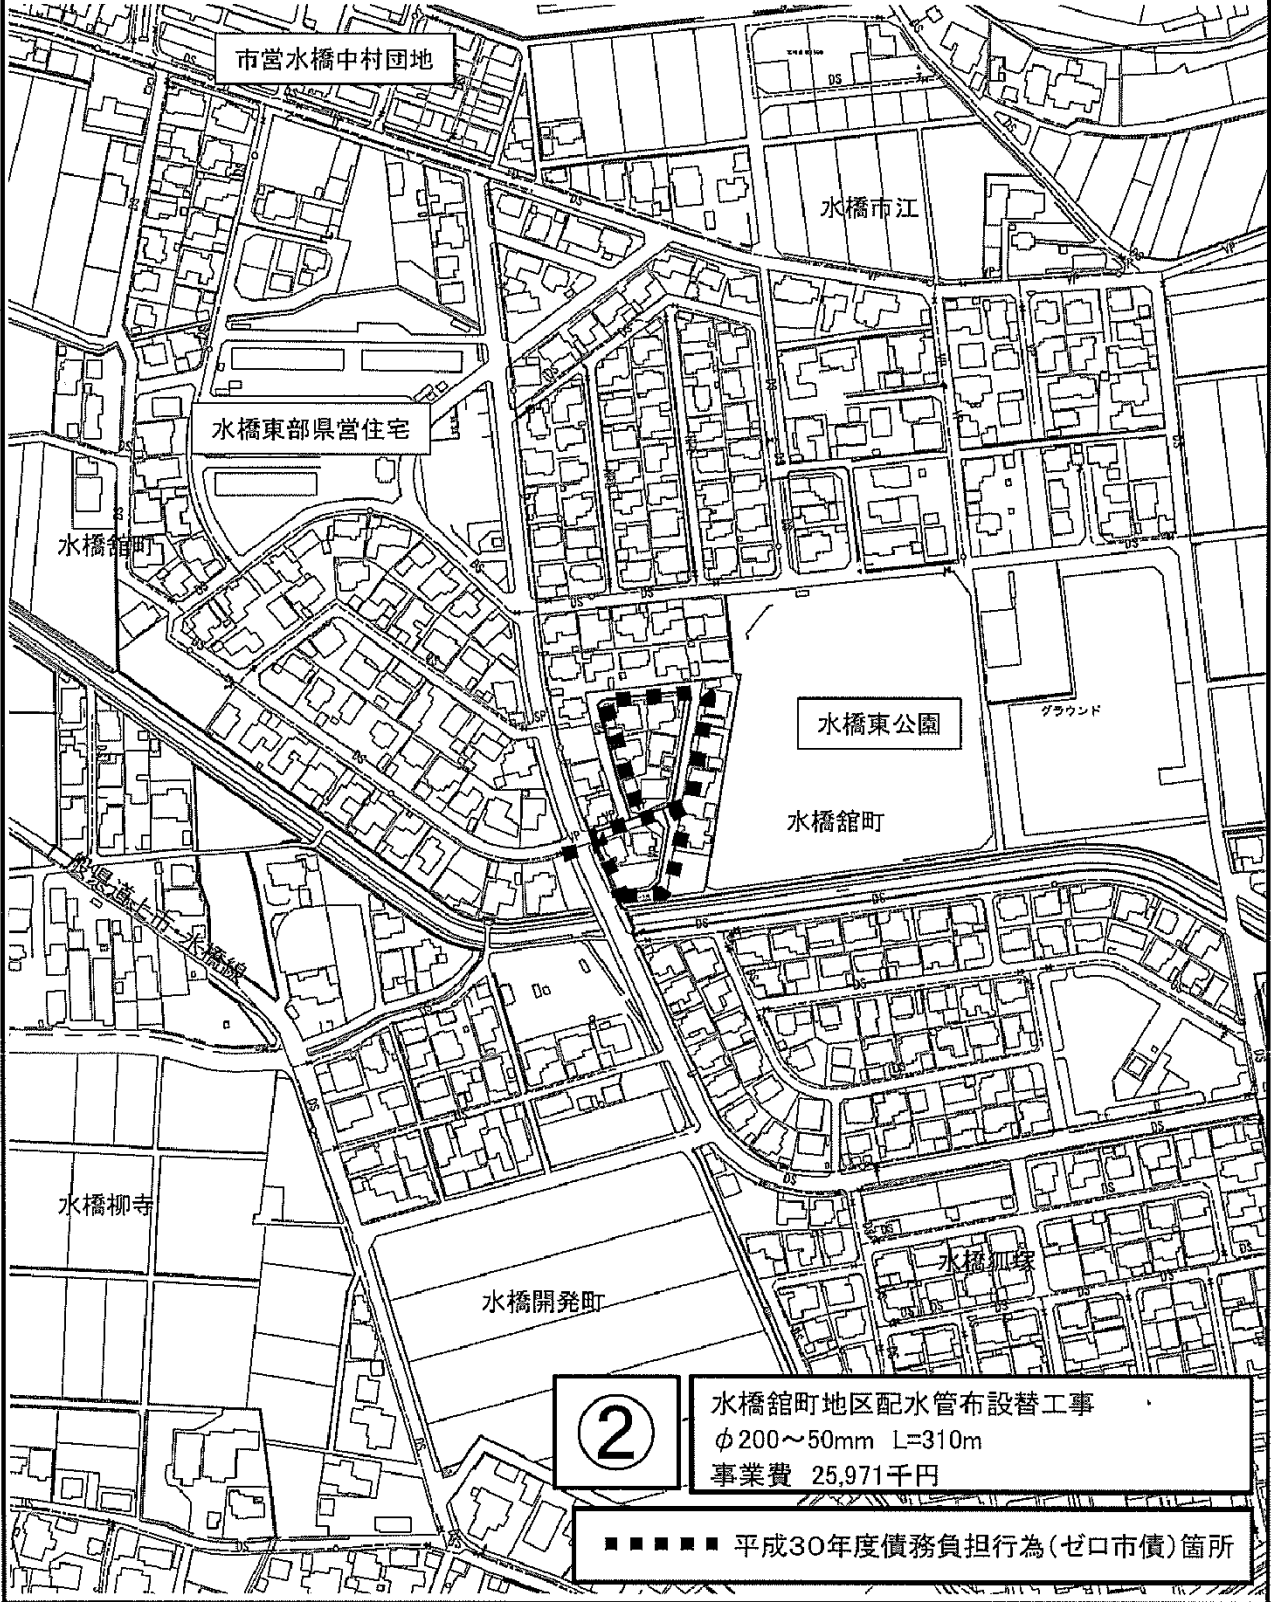 市営水橋中村団地
水橋市江
水橋東部県営住宅
水橋舘町
グラウンド
水橋東公園
水橋舘町
一般県道上市・水橋線
水橋柳寺
水橋狐塚
水橋開発町
②
水橋舘町地区配水管布設替工事
φ200～50mm L=310m
事業費 25,971千円
平成30年度債務負担行為(ゼロ市債)箇所